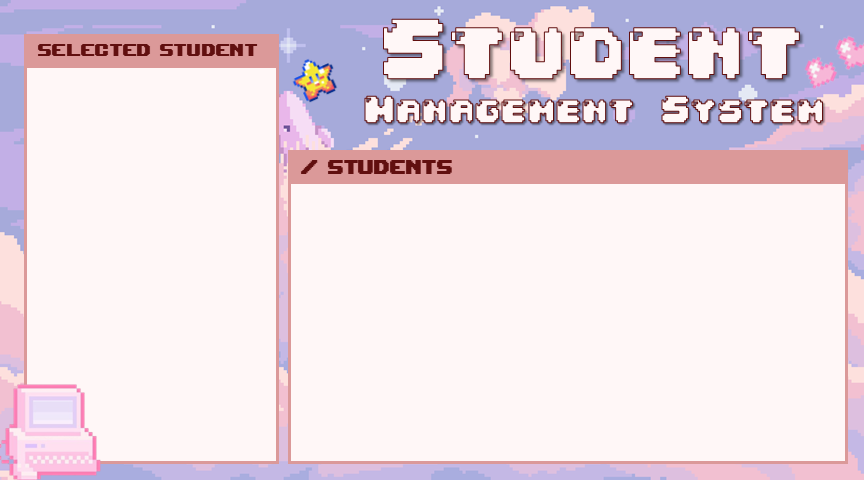 SELECTED STUDENT
STUDENT
MANAGEMENT SYSTEM
/ STUDENTS